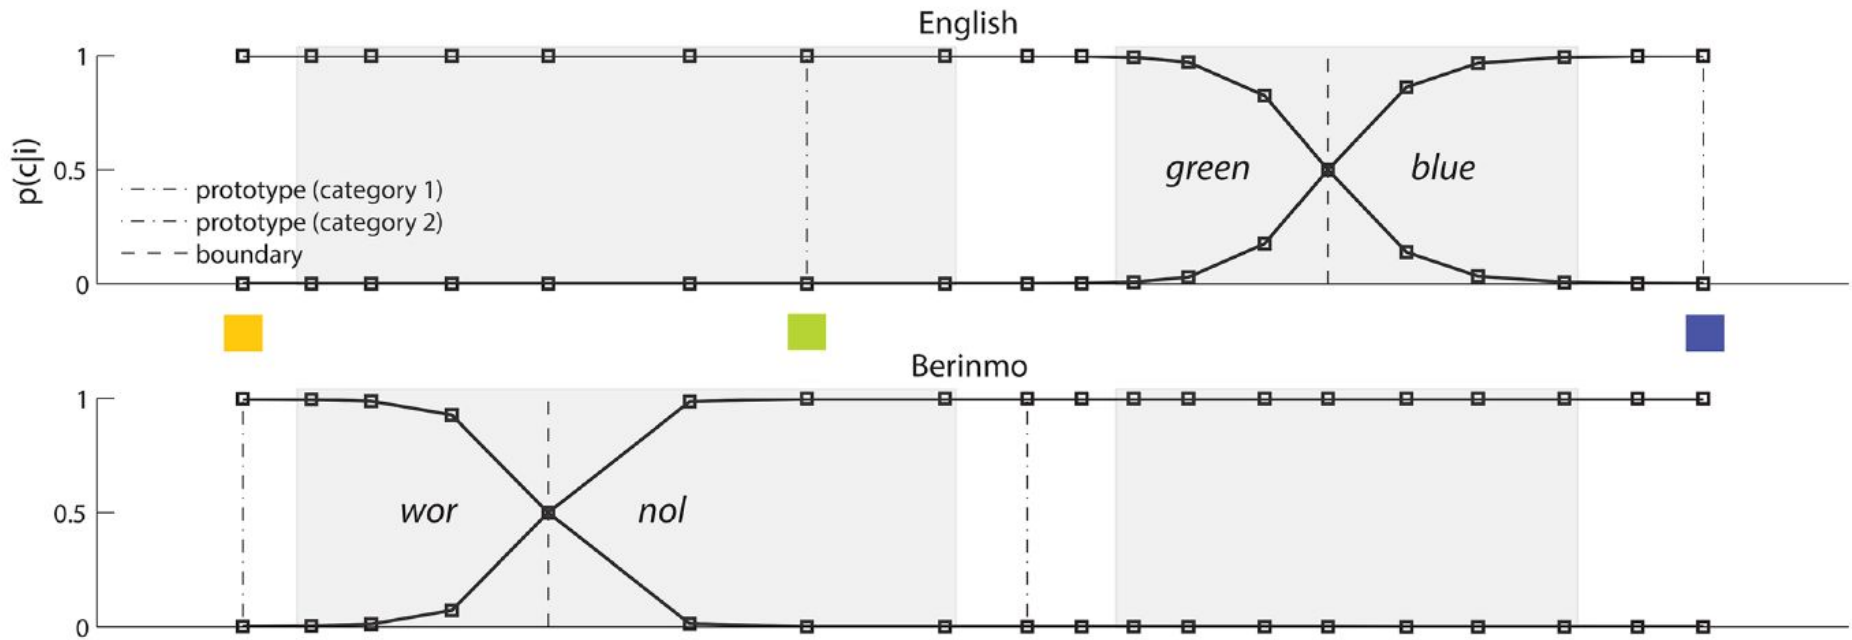 English
1
p(c|i)
0.5
green
blue
prototype (category 1)
prototype (category 2)
boundary
0
Berinmo
1
0.5
wor
nol
0